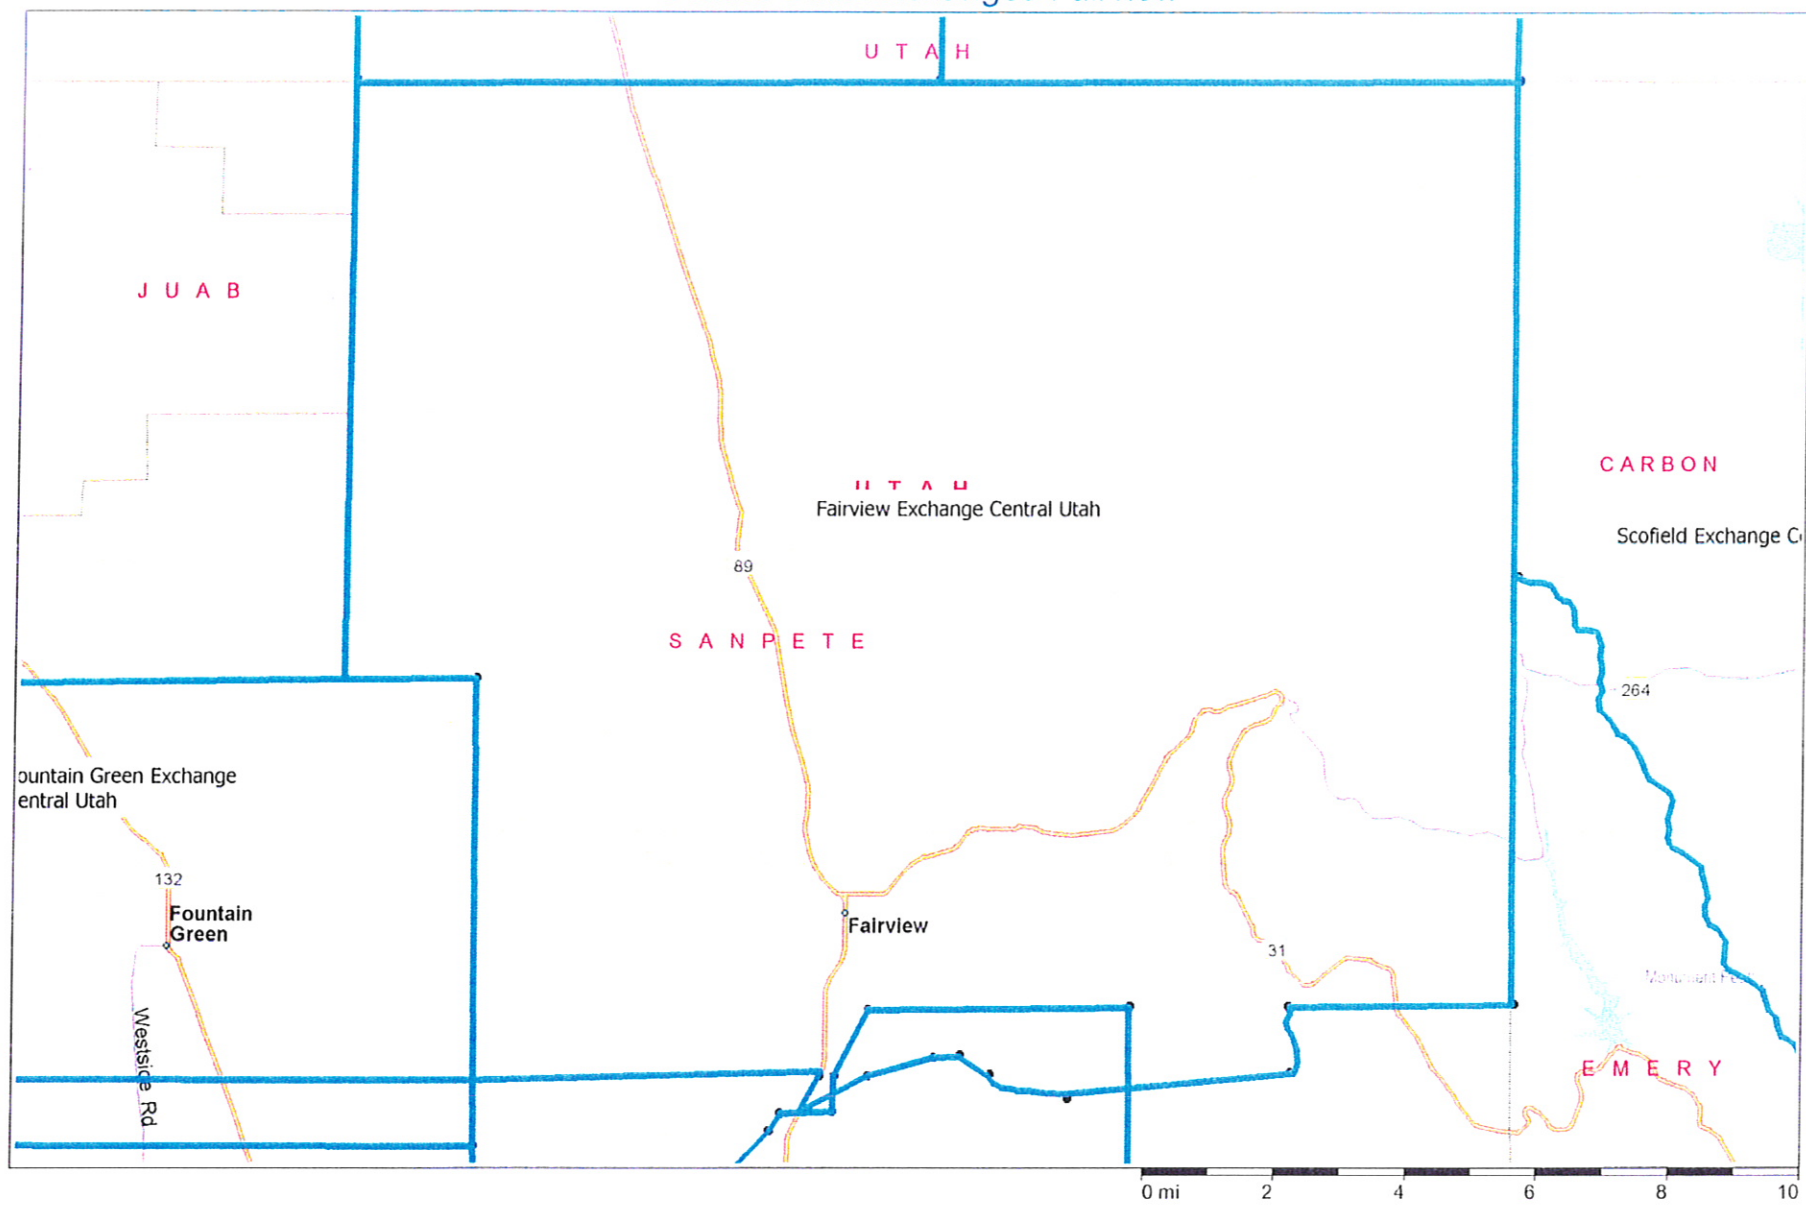 U T A H
J U A B
CARBON
U T A H
Fairview Exchange Central Utah
Scofield Exchange
89
S A N P E T E
264
ountain Green Exchange
entral Utah
132
Fountain
Green
Fairview
31
Westside Rd
E M E R Y
0 mi 2 4 6 8 10